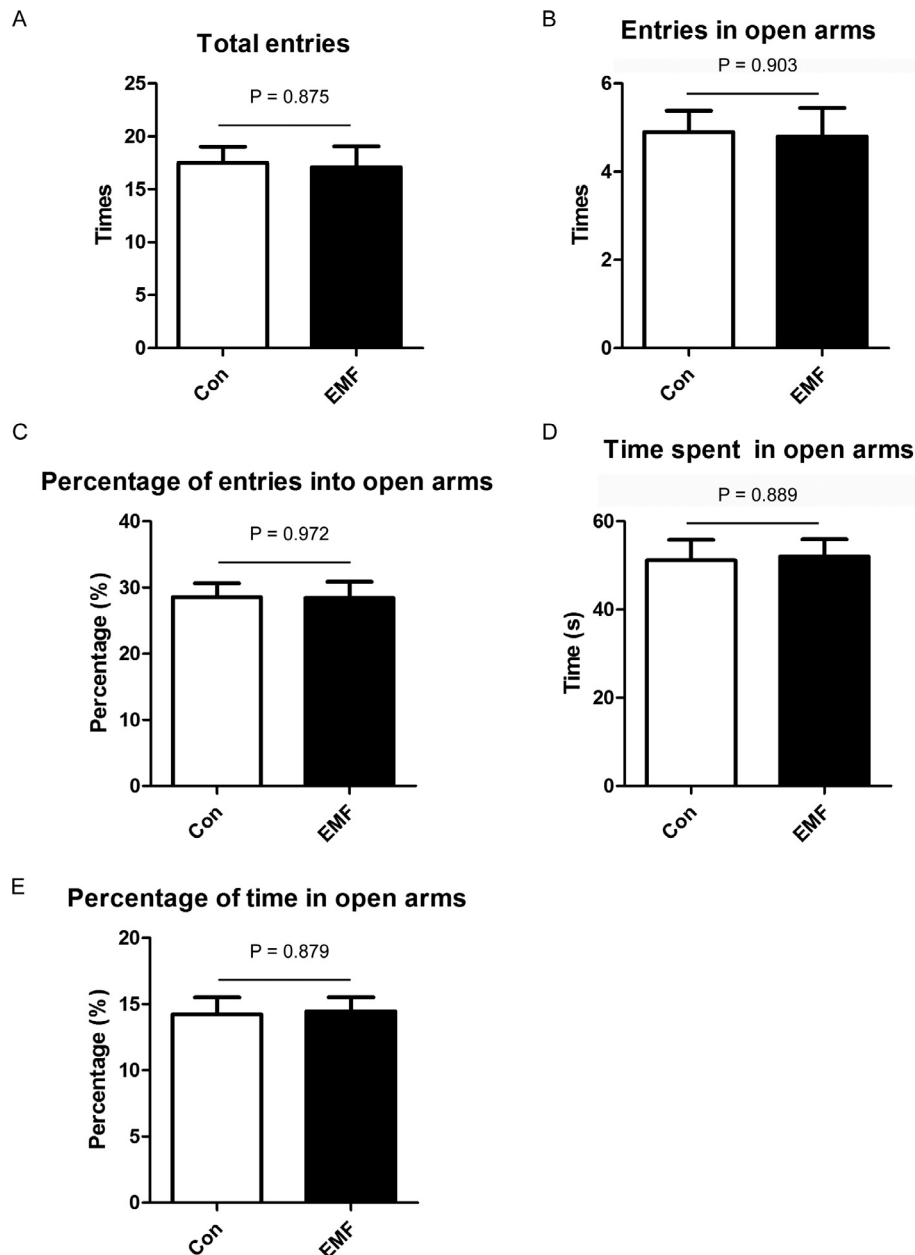 A
Total entries
P = 0.875
25
20
15
10
5
0
Times
Con
EMF
B
Entries in open arms
P = 0.903
6
4
2
0
Times
Con
EMF
C
Percentage of entries into open arms
P = 0.972
40
30
20
10
0
Percentage (%)
Con
EMF
D
Time spent in open arms
P = 0.889
60
40
20
0
Time (s)
Con
EMF
E
Percentage of time in open arms
P = 0.879
20
15
10
5
0
Percentage (%)
Con
EMF